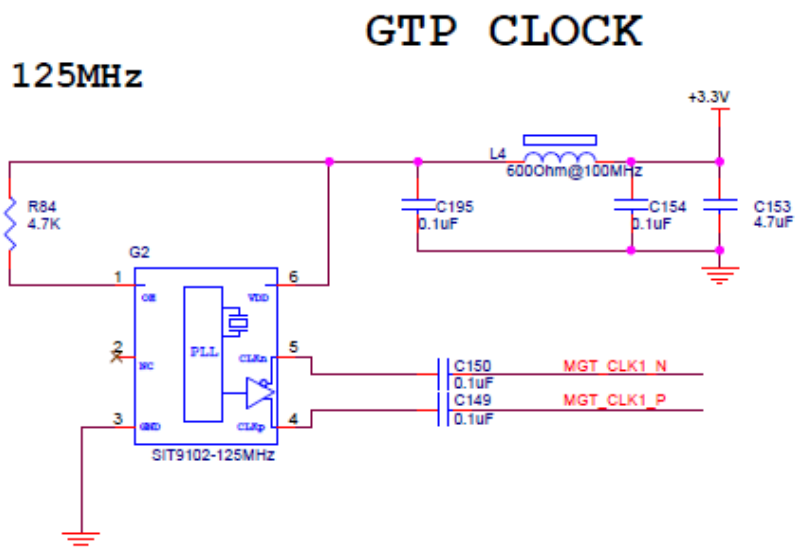 GTP CLOCK
125MHz
+3.3V
L4
600Ohm@100MHz
R84
4.7K
C195
0.1uF
C154
0.1uF
C153
4.7uF
G2
1
6
OE
VDD
2
NC
PLL
CLKn
5
C150
0.1uF
MGT_CLK1_N
C149
0.1uF
MGT_CLK1_P
3
GND
CLKp
4
SIT9102-125MHz